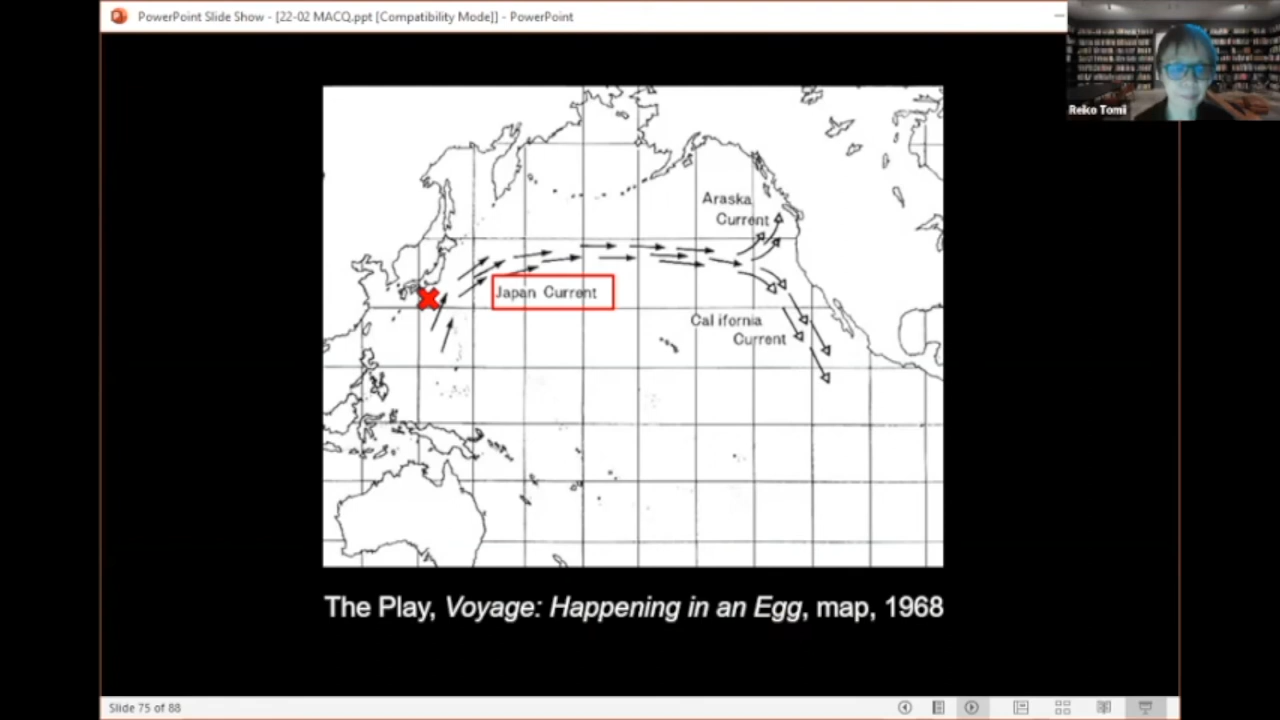 PowerPoint Slide Show - [22-02 MACQ.ppt [Compatibility Mode]] - PowerPoint
Reiko Tomii
Araska
Current
Japan Current
Cal ifornia
Current
The Play, Voyage: Happening in an Egg, map, 1968
Slide 75 of 88